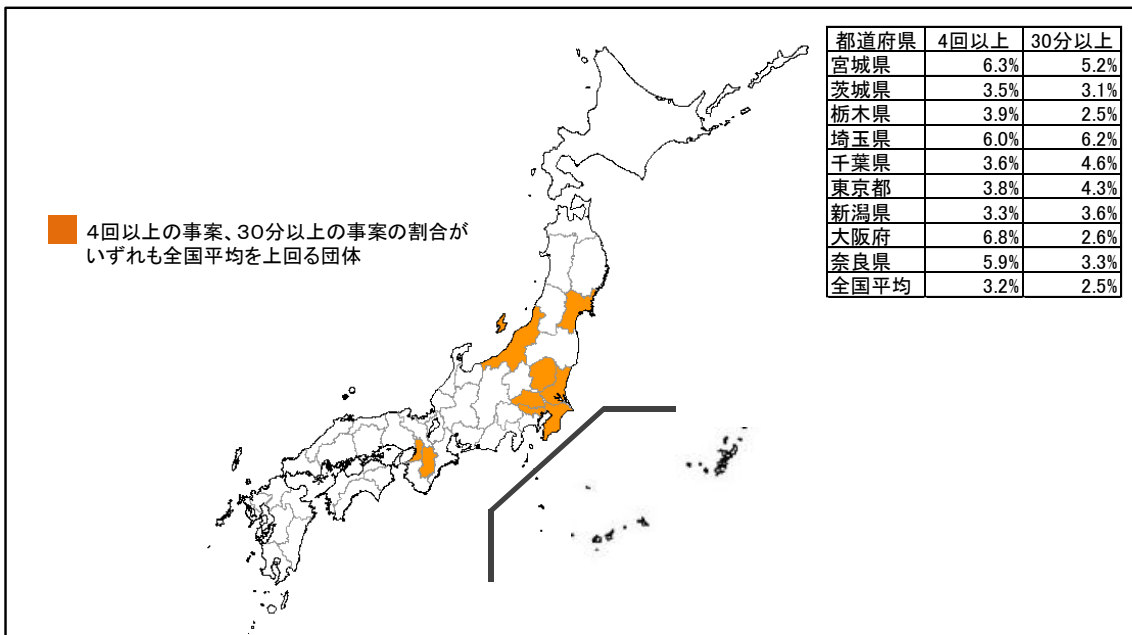 都道府県 4回以上 30分以上
宮城県 6.3% 5.2%
茨城県 3.5% 3.1%
栃木県 3.9% 2.5%
埼玉県 6.0% 6.2%
千葉県 3.6% 4.6%
東京都 3.8% 4.3%
新潟県 3.3% 3.6%
大阪府 6.8% 2.6%
奈良県 5.9% 3.3%
全国平均 3.2% 2.5%
4回以上の事案、30分以上の事案の割合が
いずれも全国平均を上回る団体